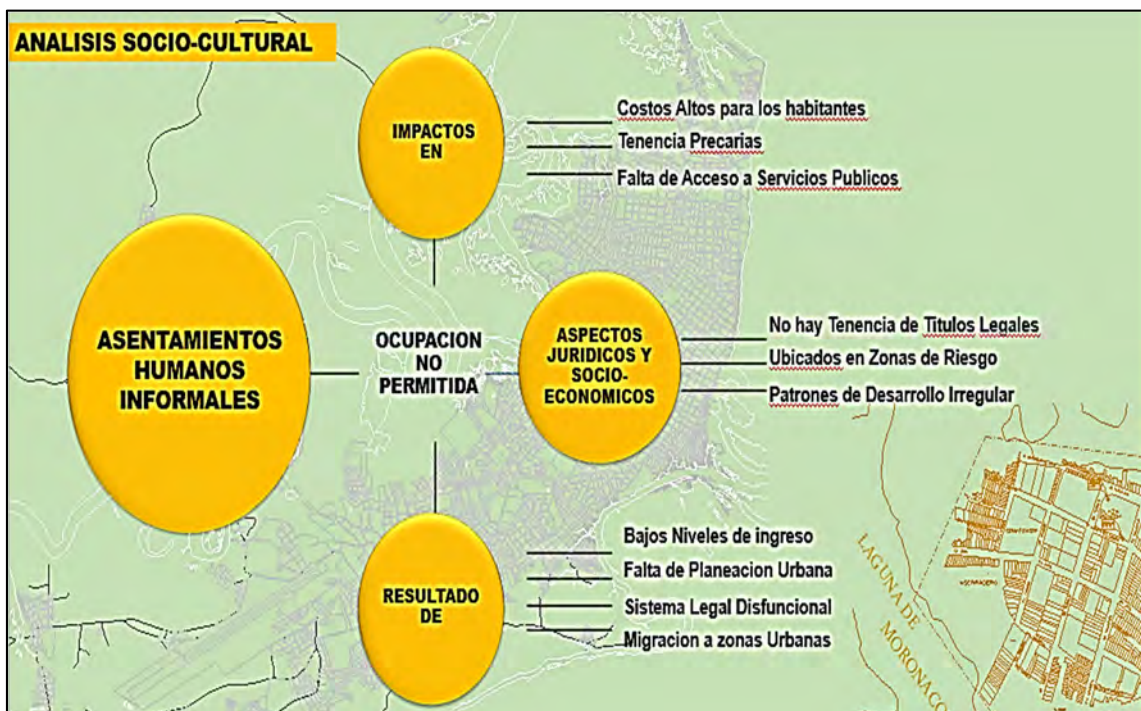 ANALISIS SOCIO-CULTURAL
IMPACTOS
EN
Costos Altos para los habitantes
Tenencia Precarias
Falta de Acceso a Servicios Publicos
ASENTAMIENTOS
HUMANOS
INFORMALES
OCUPACION
NO
PERMITIDA
ASPECTOS
JURIDICOS Y
SOCIO-
ECONOMICOS
No hay Tenencia de Titulos Legales
Ubicados en Zonas de Riesgo
Patrones de Desarrollo Irregular
RESULTADO
DE
Bajos Niveles de ingreso
Falta de Planeacion Urbana
Sistema Legal Disfuncional
Migracion a zonas Urbanas
LAGUNA DE
MORONACO